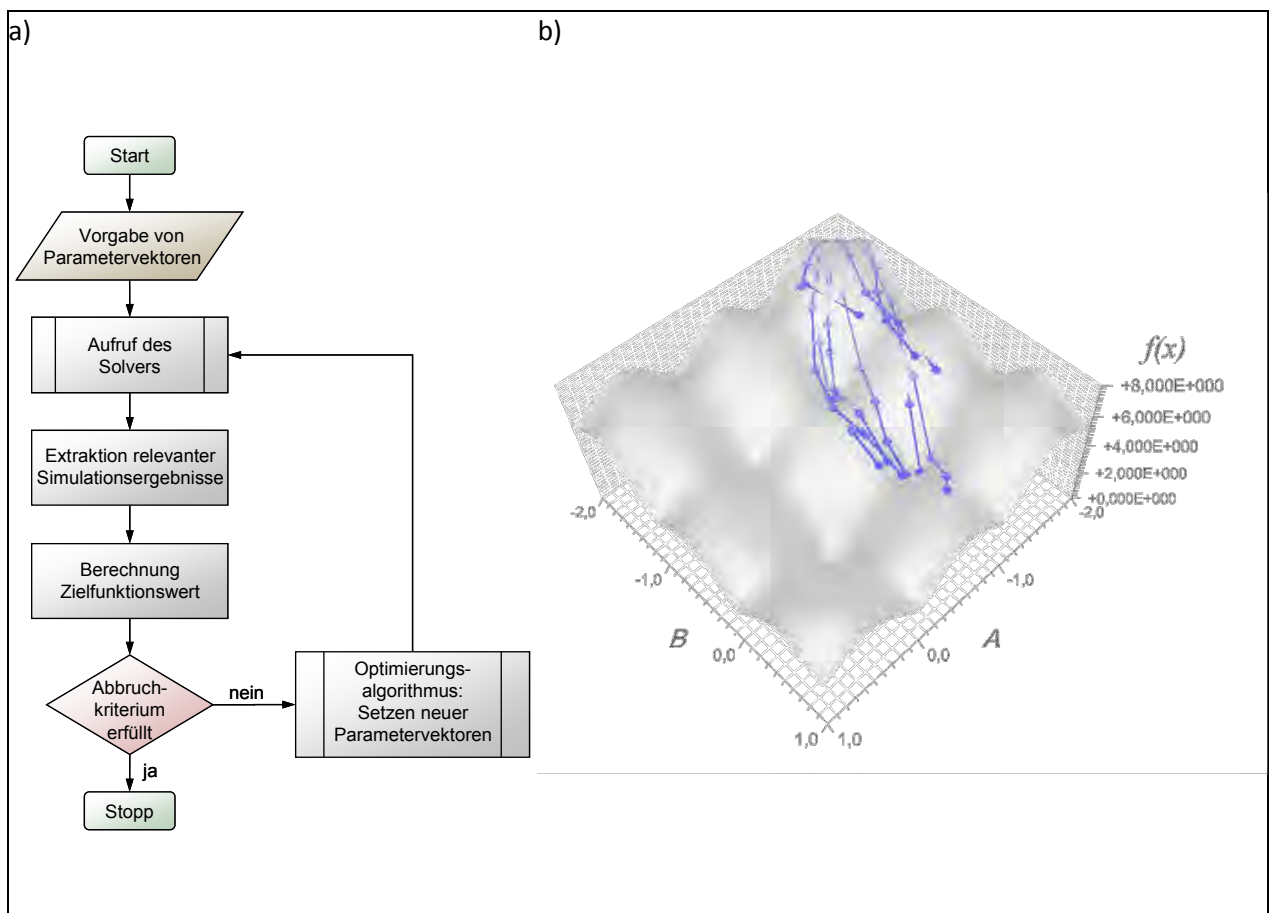 a)
Start
Vorgabe von
Parametervektoren
Aufruf des
Solvers
Extraktion relevanter
Simulationsergebnisse
Berechnung
Zielfunktionswert
Abbruch-
kriterium
erfüllt
nein
Optimierungs-
algorithmus:
Setzen neuer
Parametervektoren
ja
Stopp
b)
f(x)
+8,000E+000
+6,000E+000
+4,000E+000
+2,000E+000
+0,000E+000
-2,0
-1,0
B
0,0
1,0
-2,0
-1,0
A
0,0
1,0